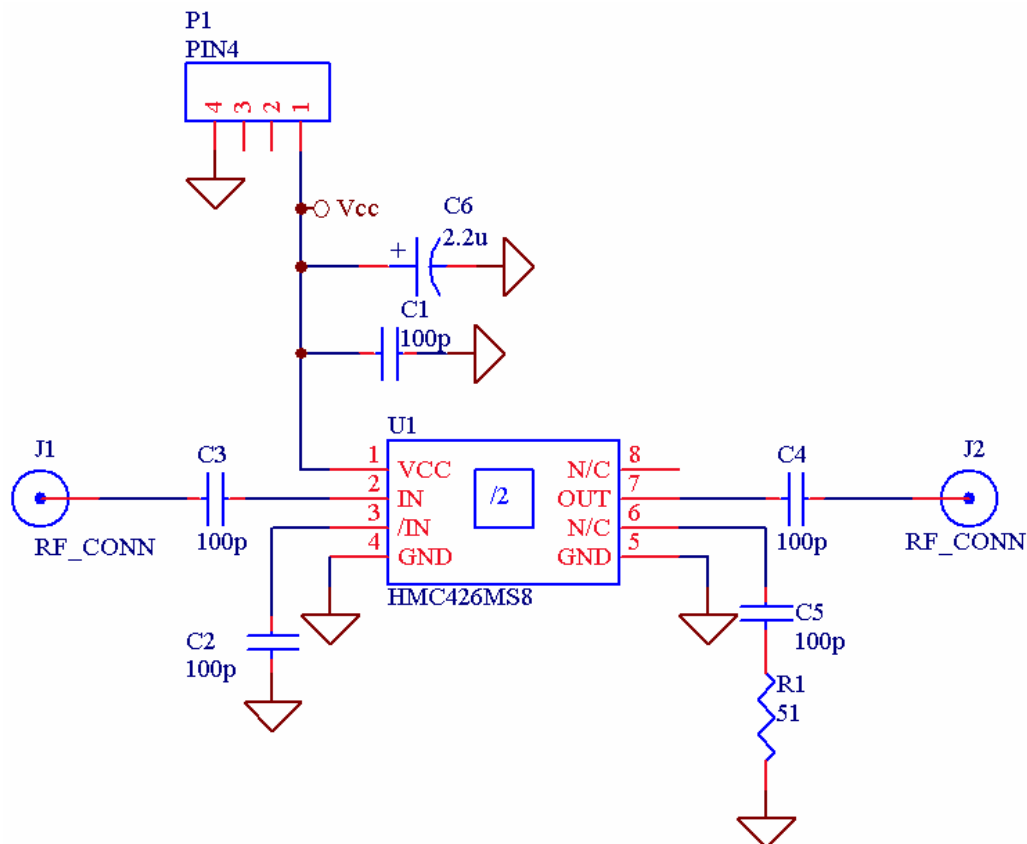 P1
PIN4
4 3 2 1
Vcc
C6
2.2u
+
C1
100p
U1
J1
C3
C4
J2
1 VCC N/C 8
2 IN /2 OUT 7
3 /IN N/C 6
4 GND GND 5
RF_CONN
100p
100p
RF_CONN
HMC426MS8
C2
100p
C5
100p
R1
51